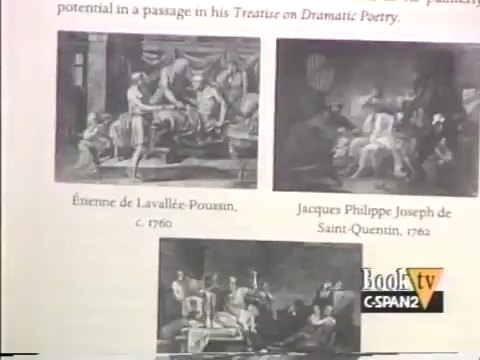 potential in a passage in his Treatise on Dramatic Poetry.
Étienne de Lavallée-Poussin,
c. 1760
Jacques Philippe Joseph de
Saint-Quentin, 1762
Book tv
C-SPAN2